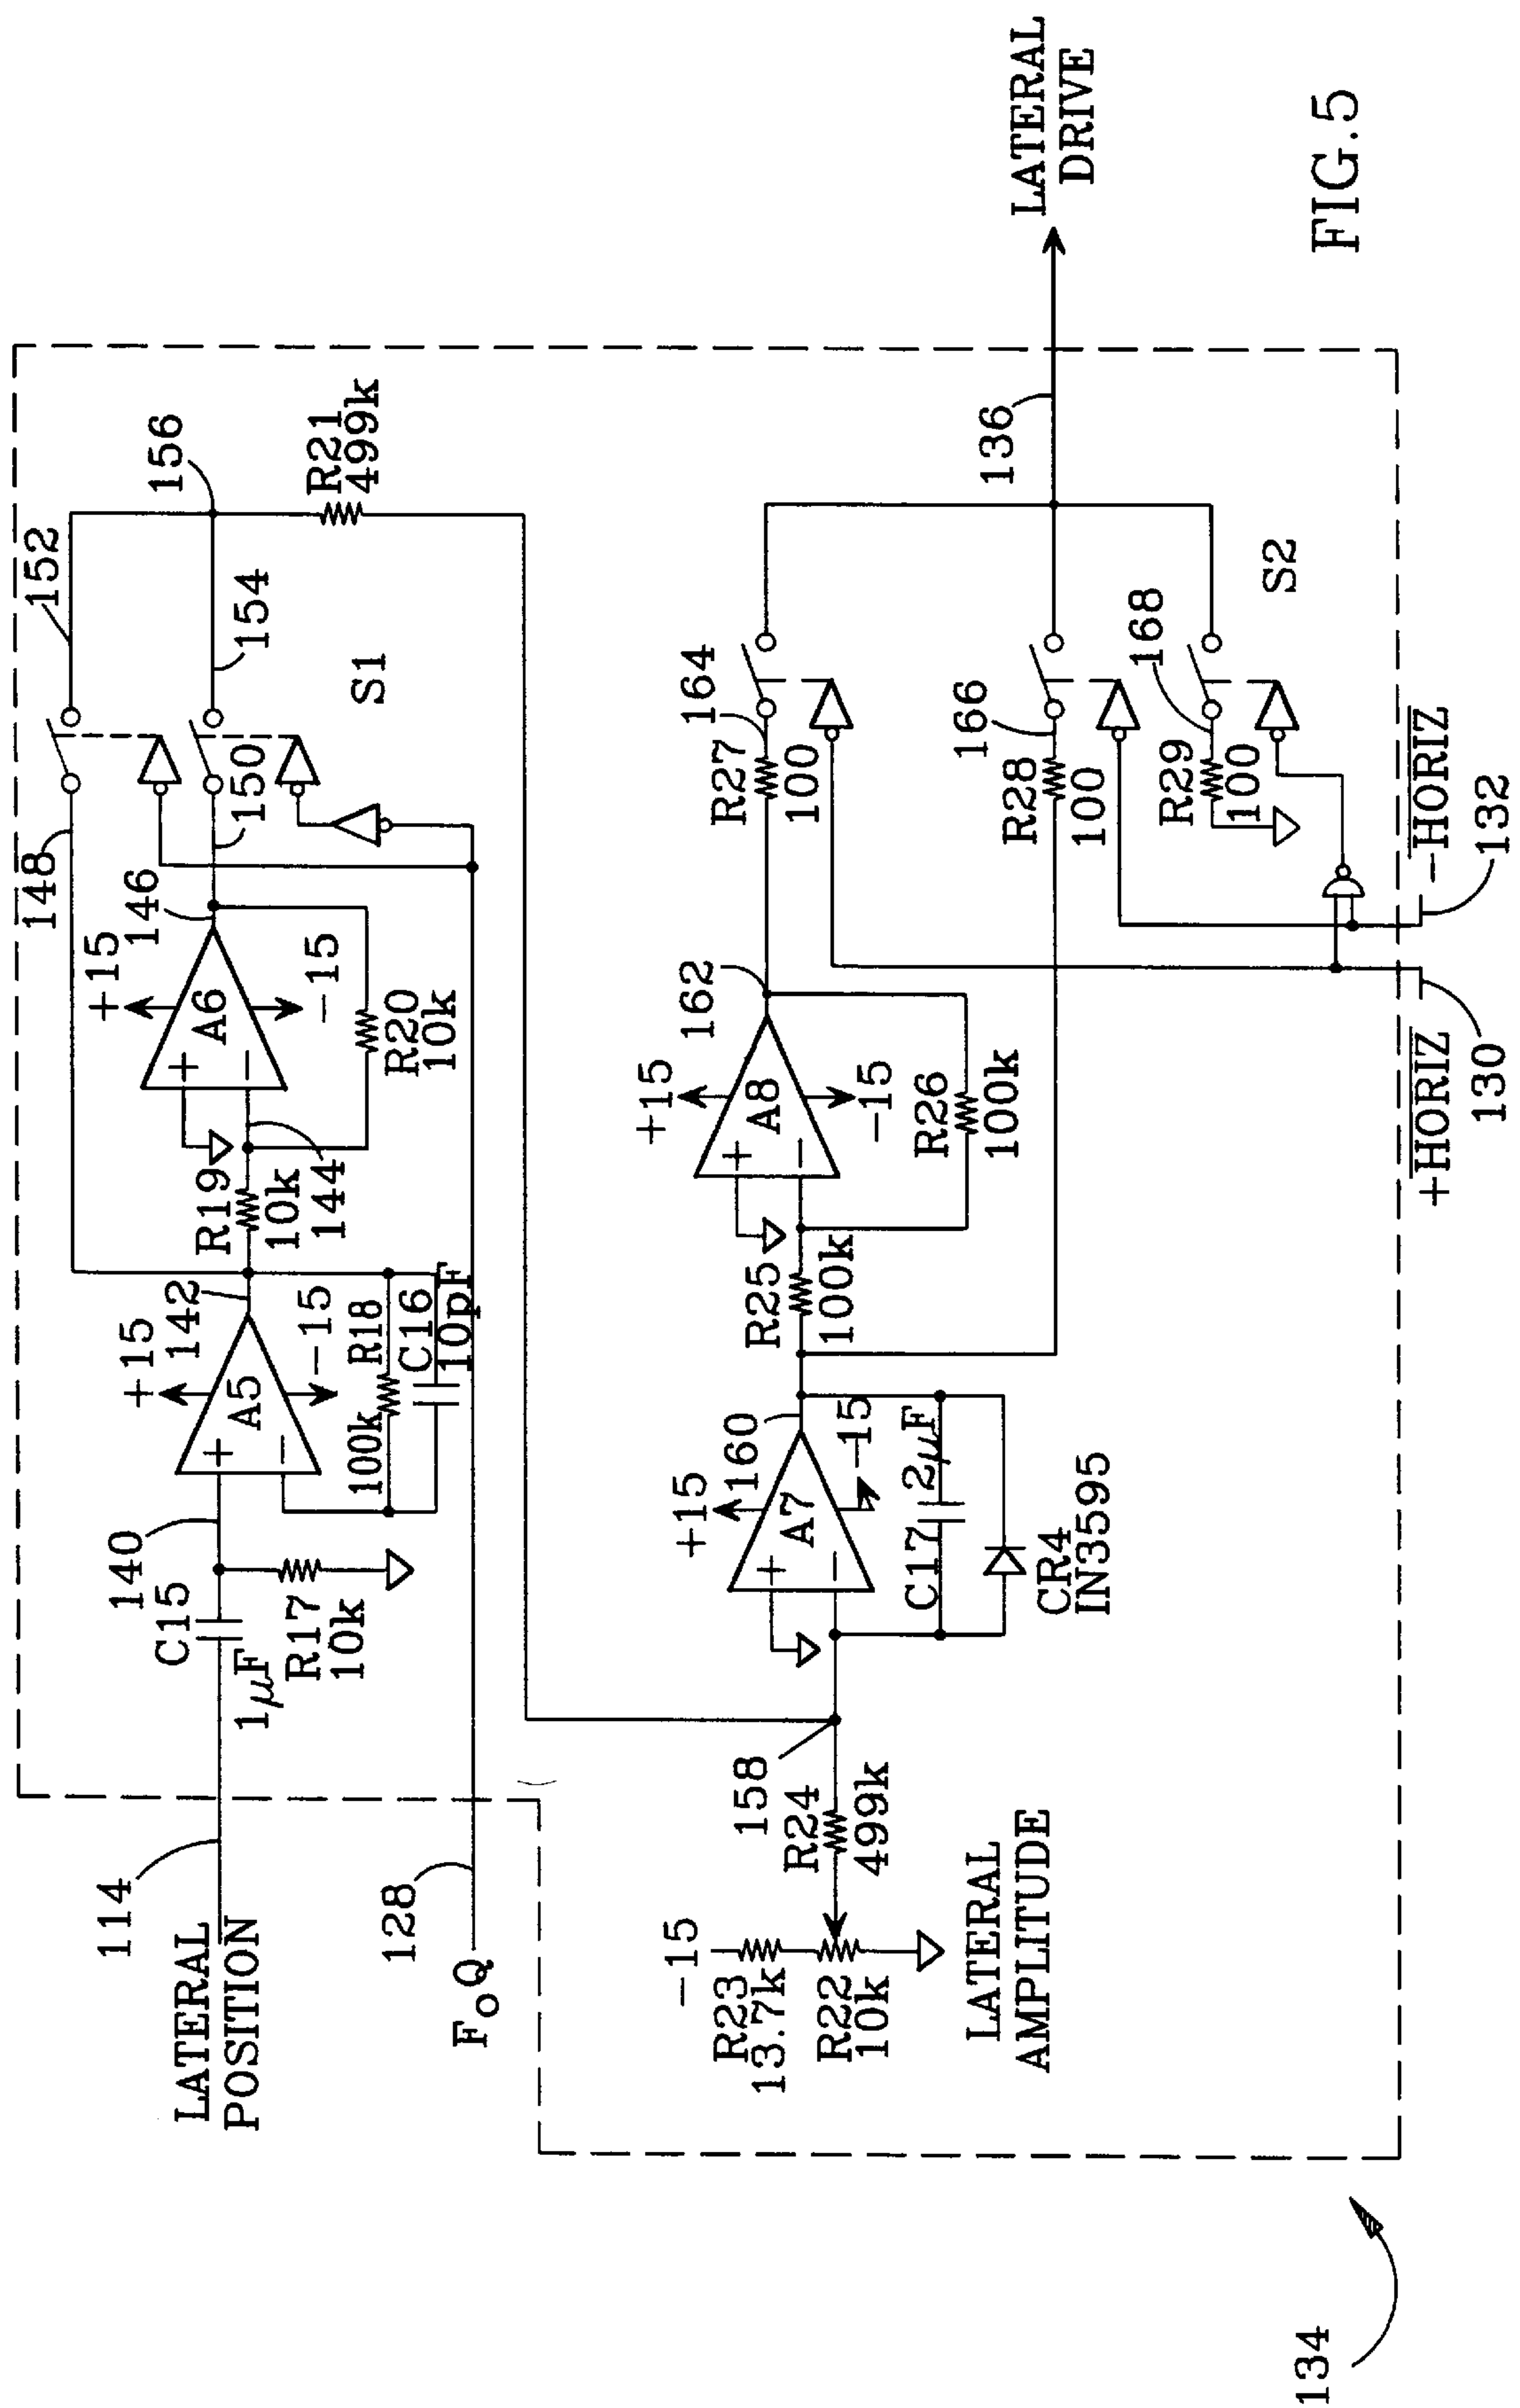 152
156
148
154
+15
146
150
S1
R21
499k
A6
+
−
−15
R20
10k
R19
10k
144
+15
142
A5
+
−
−15
R18
100k
C16
10pF
140
C15
1μF
R17
10k
114
LATERAL
POSITION
128
FoQ
136
LATERAL
DRIVE
164
R27
100
166
R28
100
168
R29
100
S2
162
+15
A8
+
−
−15
R26
100k
R25
100k
+15
160
A7
+
−
−15
C17
2μF
CR4
IN3595
158
R24
499k
−15
R23
13.7k
R22
10k
LATERAL
AMPLITUDE
+HORIZ
130
−HORIZ
132
134
FIG.5